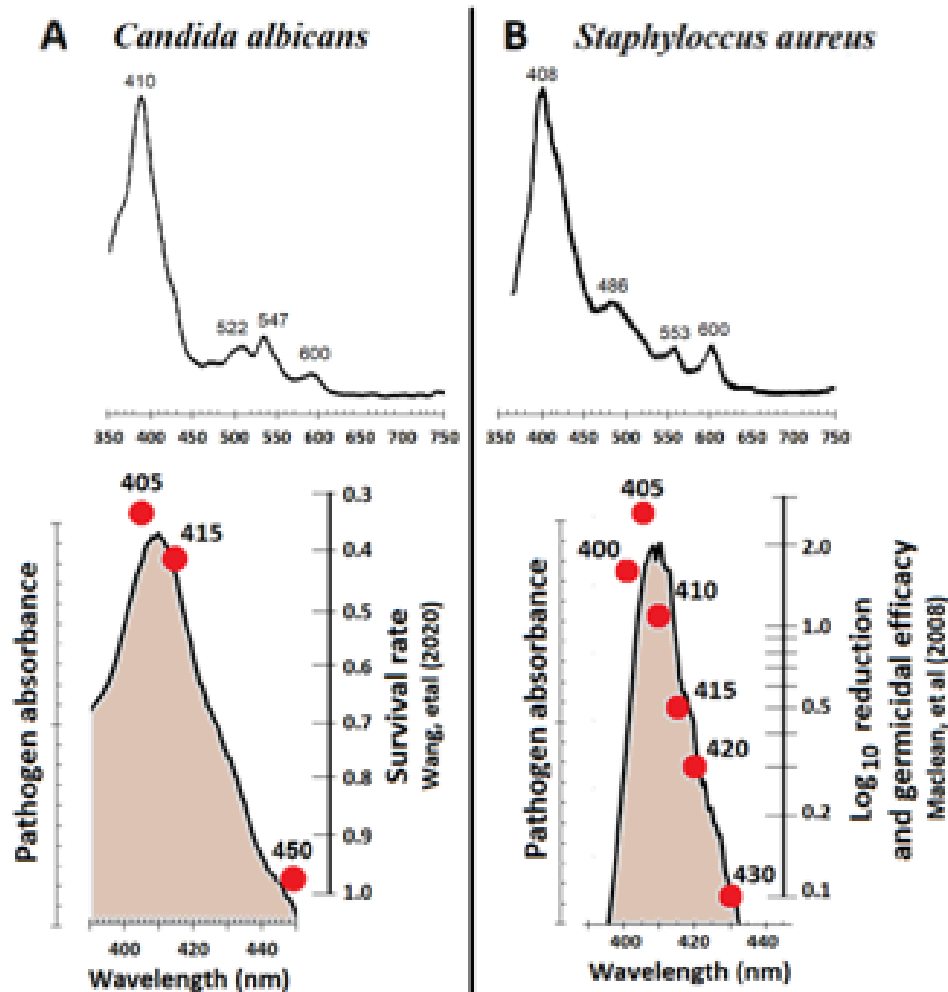 A Candida albicans
410
522 547
600
350 400 450 500 550 600 650 700 750
405
415
450
0.3
0.4
0.5
0.6
0.7
0.8
0.9
1.0
Pathogen absorbance
Survival rate
Wang, etal (2020)
400 420 440
Wavelength (nm)
B Staphyloccus aureus
408
486
553 600
350 400 450 500 600 650 700 750
405
400
410
415
420
430
2.0
1.0
0.5
0.2
0.1
Pathogen absorbance
Log 10 reduction
and germicidal efficacy
Maclean, et al (2008)
400 420 440
Wavelength (nm)